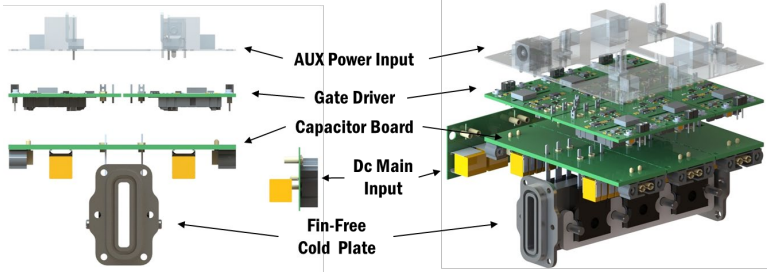 AUX Power Input
Gate Driver
Capacitor Board
Dc Main
Input
Fin-Free
Cold Plate